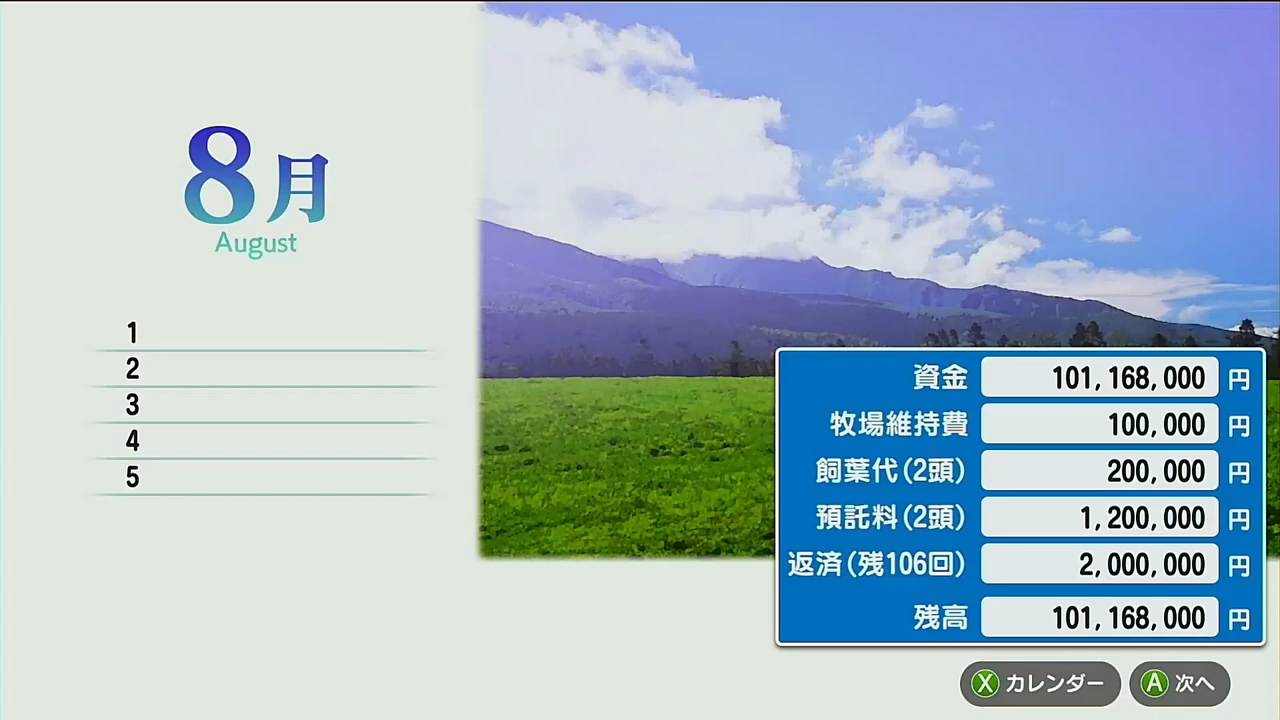 8月
August
1
2
3
4
5
資金 101,168,000 円
牧場維持費 100,000 円
飼葉代(2頭) 200,000 円
預託料(2頭) 1,200,000 円
返済(残106回) 2,000,000 円
残高 101,168,000 円
X カレンダー A 次へ